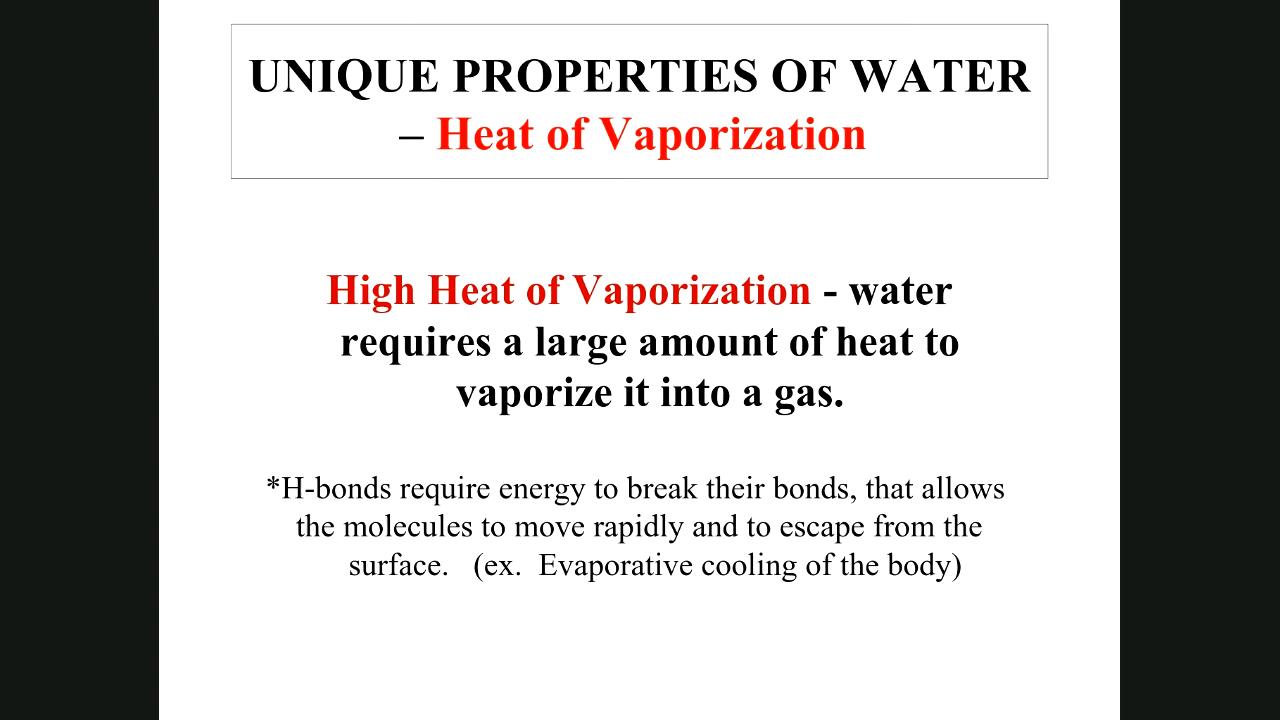 UNIQUE PROPERTIES OF WATER
– Heat of Vaporization
High Heat of Vaporization - water
requires a large amount of heat to
vaporize it into a gas.
*H-bonds require energy to break their bonds, that allows
the molecules to move rapidly and to escape from the
surface. (ex. Evaporative cooling of the body)